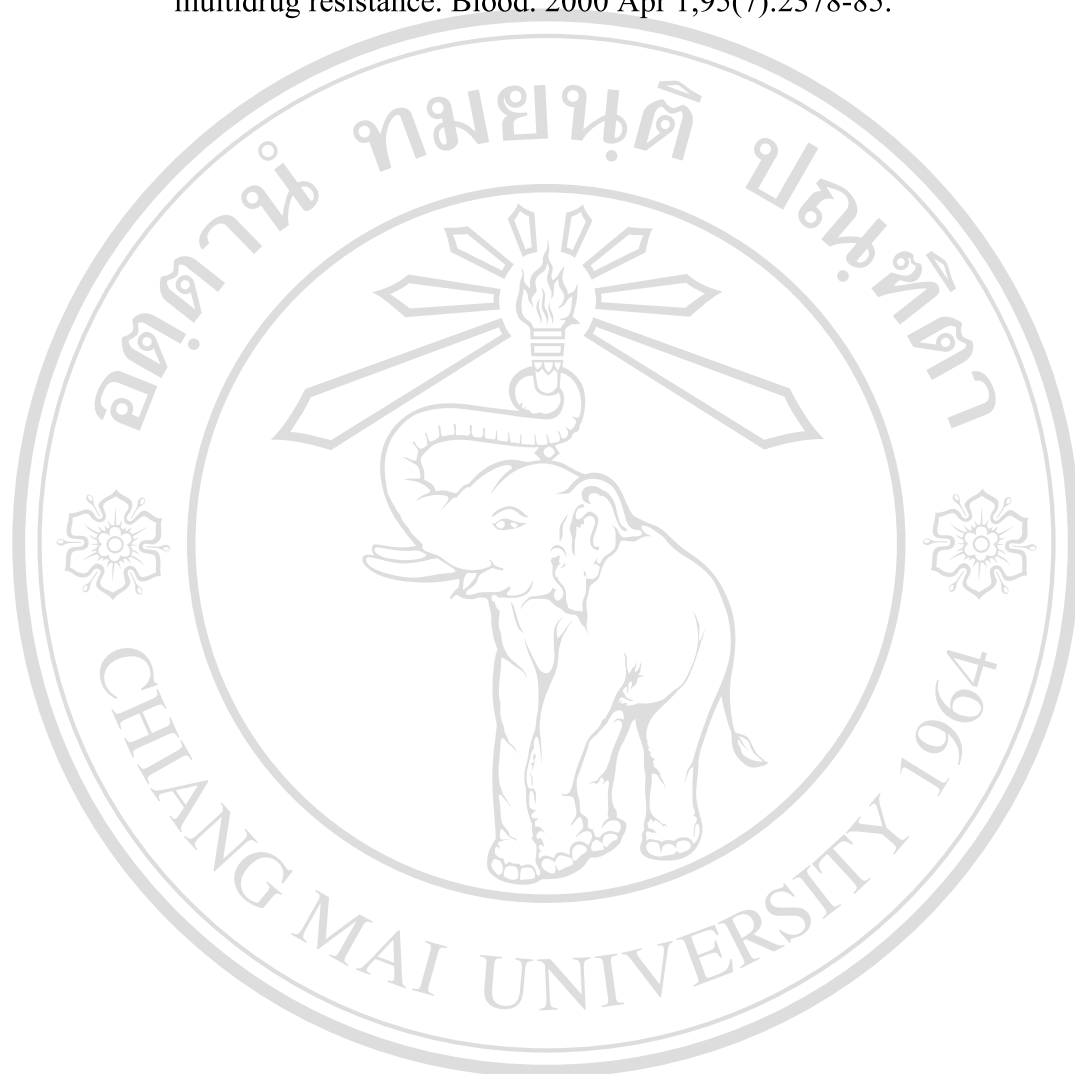 multidrug resistance. Blood. 2000 Apr 1;95(7):2378-85.
อตฺตานํ ทมยนฺติ ปณฺฑิตา
CHIANG MAI UNIVERSITY 1964